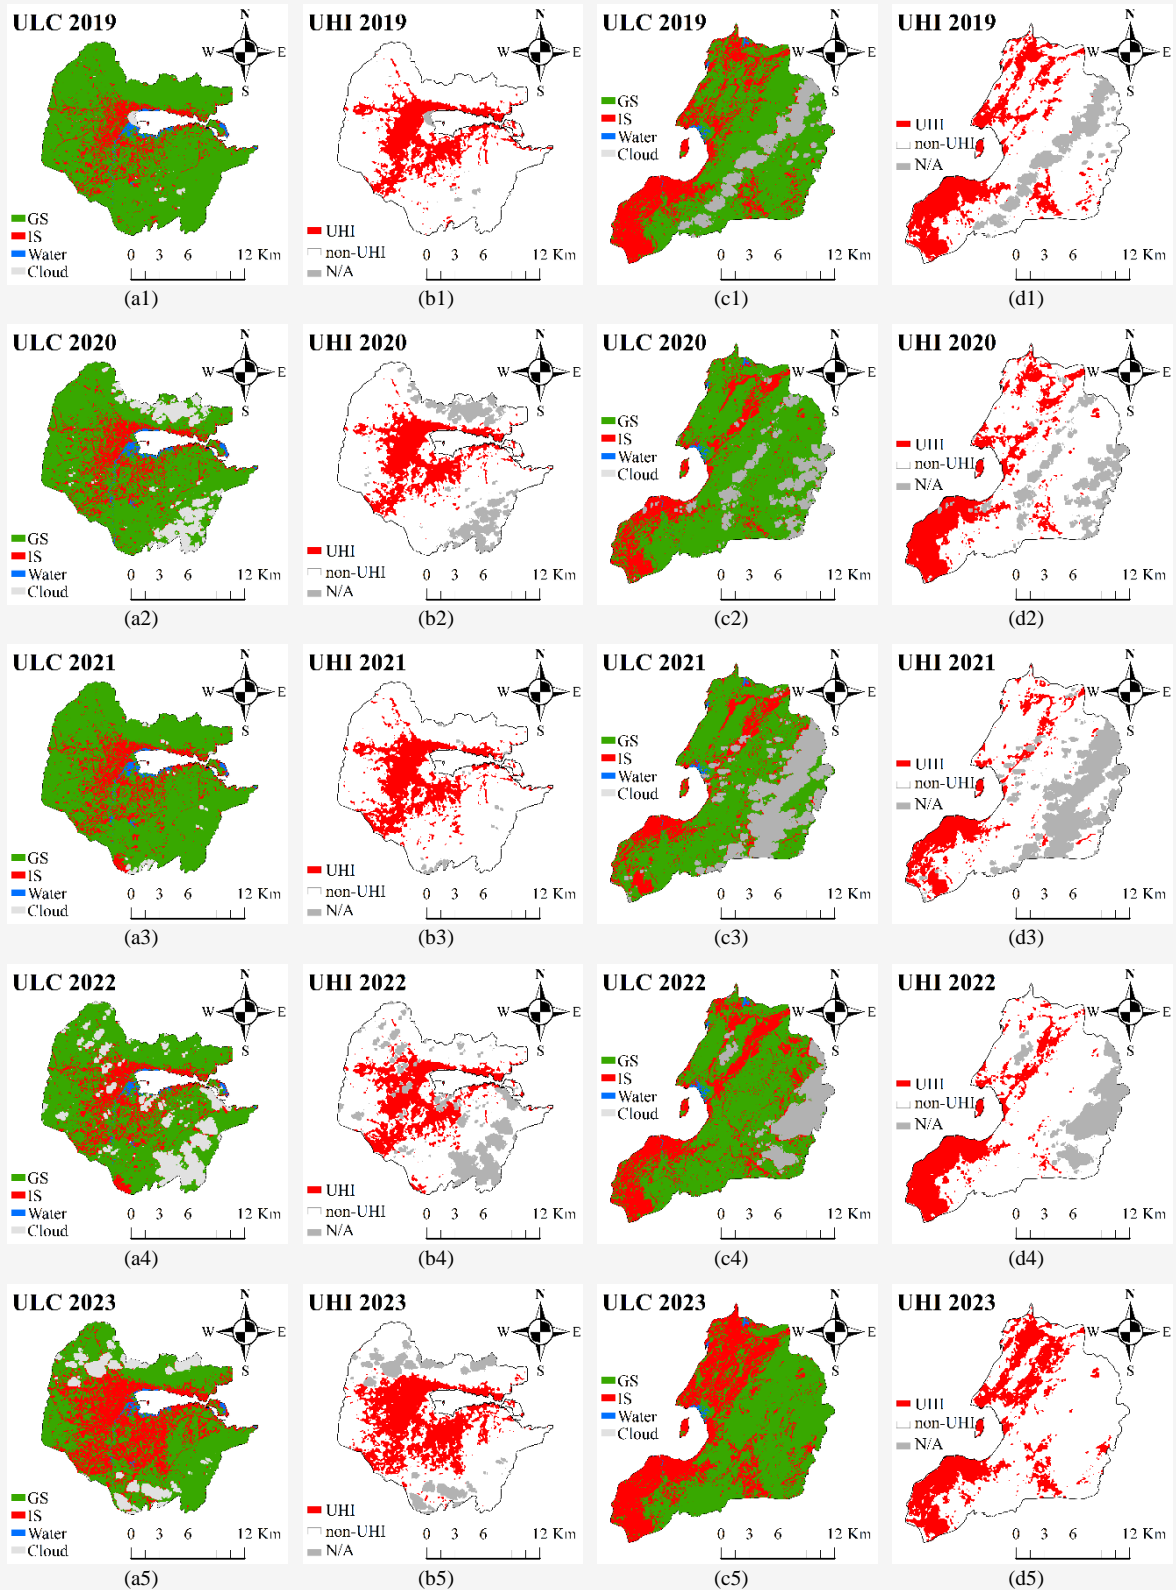 ULC 2019
N
W E
S
GS
IS
Water
Cloud
0 3 6 12 Km
(a1)
UHI 2019
N
W E
S
UHI
non-UHI
N/A
0 3 6 12 Km
(b1)
ULC 2019
N
W E
S
GS
IS
Water
Cloud
0 3 6 12 Km
(c1)
UHI 2019
N
W E
S
UHI
non-UHI
N/A
0 3 6 12 Km
(d1)
ULC 2020
N
W E
S
GS
IS
Water
Cloud
0 3 6 12 Km
(a2)
UHI 2020
N
W E
S
UHI
non-UHI
N/A
0 3 6 12 Km
(b2)
ULC 2020
N
W E
S
GS
IS
Water
Cloud
0 3 6 12 Km
(c2)
UHI 2020
N
W E
S
UHI
non-UHI
N/A
0 3 6 12 Km
(d2)
ULC 2021
N
W E
S
GS
IS
Water
Cloud
0 3 6 12 Km
(a3)
UHI 2021
N
W E
S
UHI
non-UHI
N/A
0 3 6 12 Km
(b3)
ULC 2021
N
W E
S
GS
IS
Water
Cloud
0 3 6 12 Km
(c3)
UHI 2021
N
W E
S
UHI
non-UHI
N/A
0 3 6 12 Km
(d3)
ULC 2022
N
W E
S
GS
IS
Water
Cloud
0 3 6 12 Km
(a4)
UHI 2022
N
W E
S
UHI
non-UHI
N/A
0 3 6 12 Km
(b4)
ULC 2022
N
W E
S
GS
IS
Water
Cloud
0 3 6 12 Km
(c4)
UHI 2022
N
W E
S
UHI
non-UHI
N/A
0 3 6 12 Km
(d4)
ULC 2023
N
W E
S
GS
IS
Water
Cloud
0 3 6 12 Km
(a5)
UHI 2023
N
W E
S
UHI
non-UHI
N/A
0 3 6 12 Km
(b5)
ULC 2023
N
W E
S
GS
IS
Water
Cloud
0 3 6 12 Km
(c5)
UHI 2023
N
W E
S
UHI
non-UHI
N/A
0 3 6 12 Km
(d5)